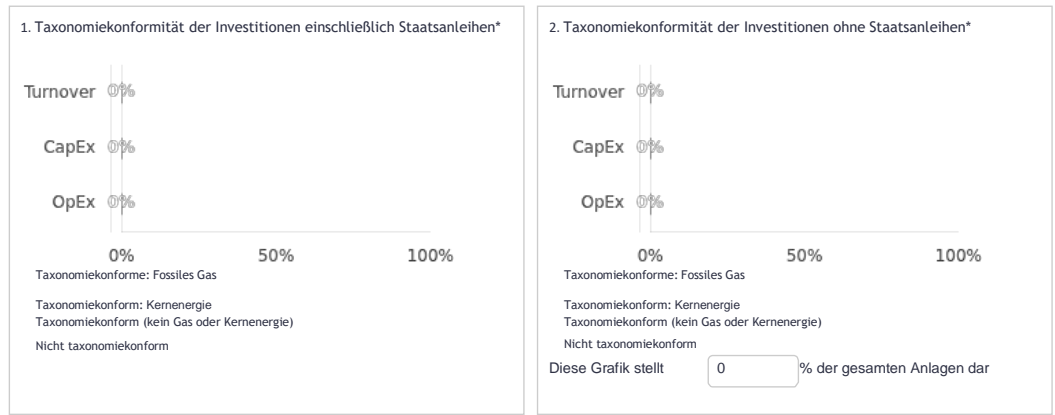 1. Taxonomiekonformität der Investitionen einschließlich Staatsanleihen*
Turnover 0%
CapEx 0%
OpEx 0%
0% 50% 100%
Taxonomiekonforme: Fossiles Gas
Taxonomiekonform: Kernenergie
Taxonomiekonform (kein Gas oder Kernenergie)
Nicht taxonomiekonform
2. Taxonomiekonformität der Investitionen ohne Staatsanleihen*
Turnover 0%
CapEx 0%
OpEx 0%
0% 50% 100%
Taxonomiekonforme: Fossiles Gas
Taxonomiekonform: Kernenergie
Taxonomiekonform (kein Gas oder Kernenergie)
Nicht taxonomiekonform
Diese Grafik stellt 0 % der gesamten Anlagen dar